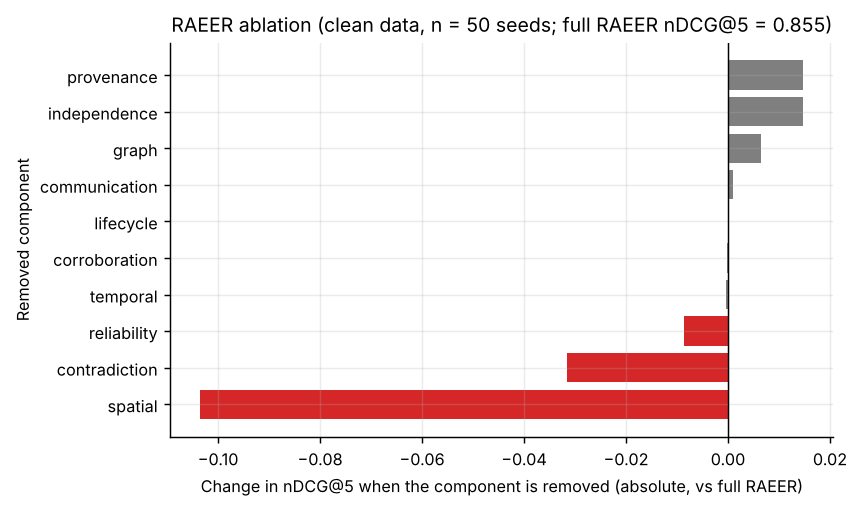 RAEER ablation (clean data, n = 50 seeds; full RAEER nDCG@5 = 0.855)
Removed component
provenance
independence
graph
communication
lifecycle
corroboration
temporal
reliability
contradiction
spatial
−0.10 −0.08 −0.06 −0.04 −0.02 0.00 0.02
Change in nDCG@5 when the component is removed (absolute, vs full RAEER)